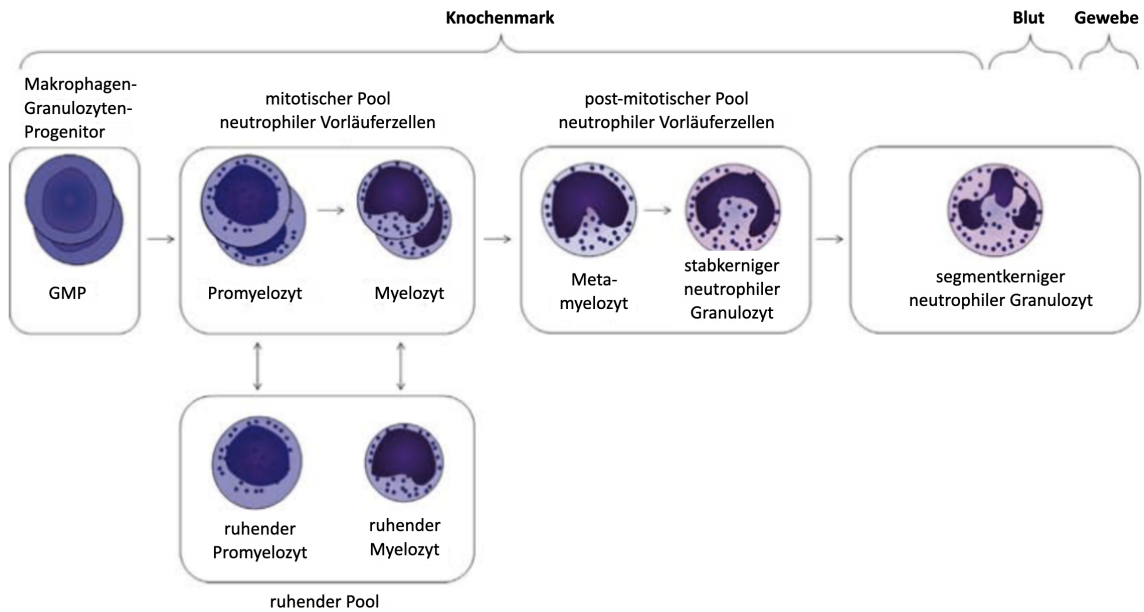 Knochenmark
Blut
Gewebe
Makrophagen-
Granulozyten-
Progenitor
mitotischer Pool
neutrophiler Vorläuferzellen
post-mitotischer Pool
neutrophiler Vorläuferzellen
GMP
Promyelozyt
Myelozyt
Meta-
myelozyt
stabkerniger
neutrophiler
Granulozyt
segmentkerniger
neutrophiler Granulozyt
ruhender
Promyelozyt
ruhender
Myelozyt
ruhender Pool